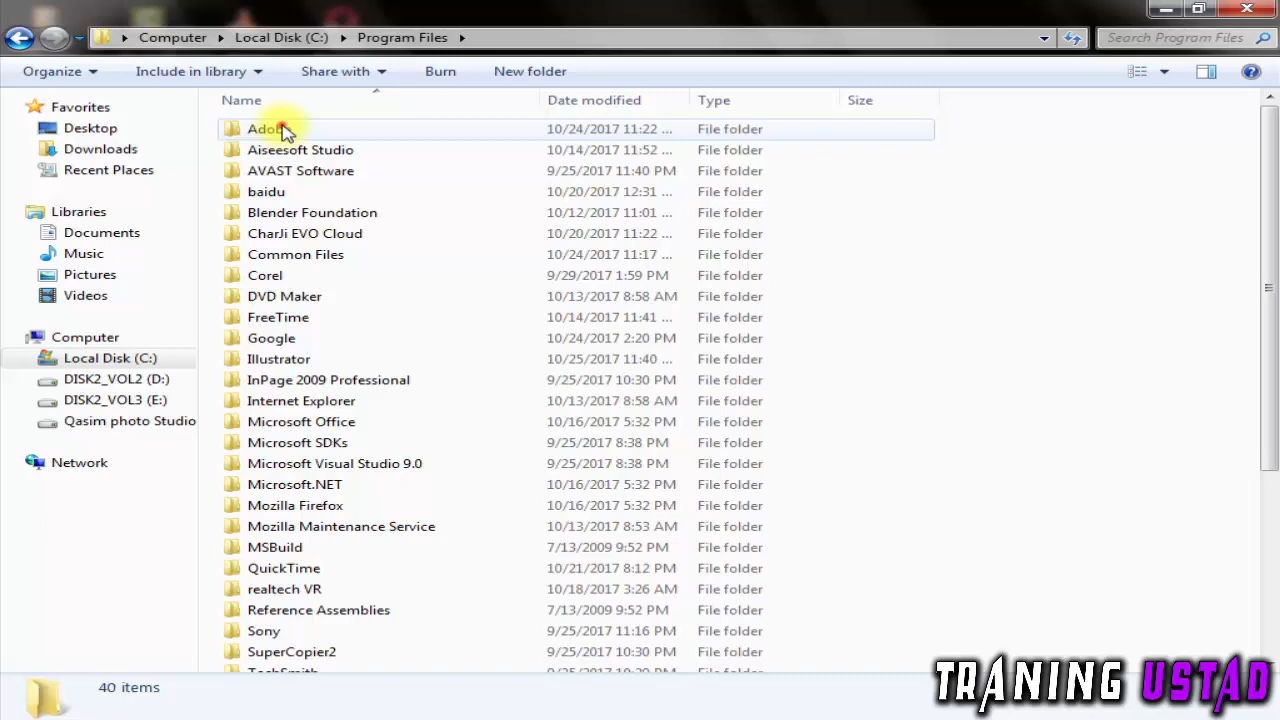 Computer Local Disk (C:) Program Files Search Program Files
Organize Include in library Share with Burn New folder
Name Date modified Type Size
Favorites
Desktop
Downloads
Recent Places
Libraries
Documents
Music
Pictures
Videos
Computer
Local Disk (C:)
DISK2_VOL2 (D:)
DISK2_VOL3 (E:)
Qasim photo Studio
Network
10/24/2017 11:22 ... File folder
Aiseesoft Studio 10/14/2017 11:52 ... File folder
AVAST Software 9/25/2017 11:40 PM File folder
baidu 10/20/2017 12:31 ... File folder
Blender Foundation 10/12/2017 11:01 ... File folder
CharJi EVO Cloud 10/20/2017 11:22 ... File folder
Common Files 10/24/2017 11:17 ... File folder
Corel 9/29/2017 1:59 PM File folder
DVD Maker 10/13/2017 8:58 AM File folder
FreeTime 10/14/2017 11:41 ... File folder
Google 10/24/2017 2:20 PM File folder
Illustrator 10/25/2017 11:40 ... File folder
InPage 2009 Professional 9/25/2017 10:30 PM File folder
Internet Explorer 10/13/2017 8:58 AM File folder
Microsoft Office 10/16/2017 5:32 PM File folder
Microsoft SDKs 9/25/2017 8:38 PM File folder
Microsoft Visual Studio 9.0 9/25/2017 8:38 PM File folder
Microsoft.NET 10/16/2017 5:32 PM File folder
Mozilla Firefox 10/16/2017 5:32 PM File folder
Mozilla Maintenance Service 10/13/2017 8:53 AM File folder
MSBuild 7/13/2009 9:52 PM File folder
QuickTime 10/21/2017 8:12 PM File folder
realtech VR 10/18/2017 3:26 AM File folder
Reference Assemblies 7/13/2009 9:52 PM File folder
Sony 9/25/2017 11:16 PM File folder
SuperCopier2 9/25/2017 10:30 PM File folder
40 items
TRANING USTAD